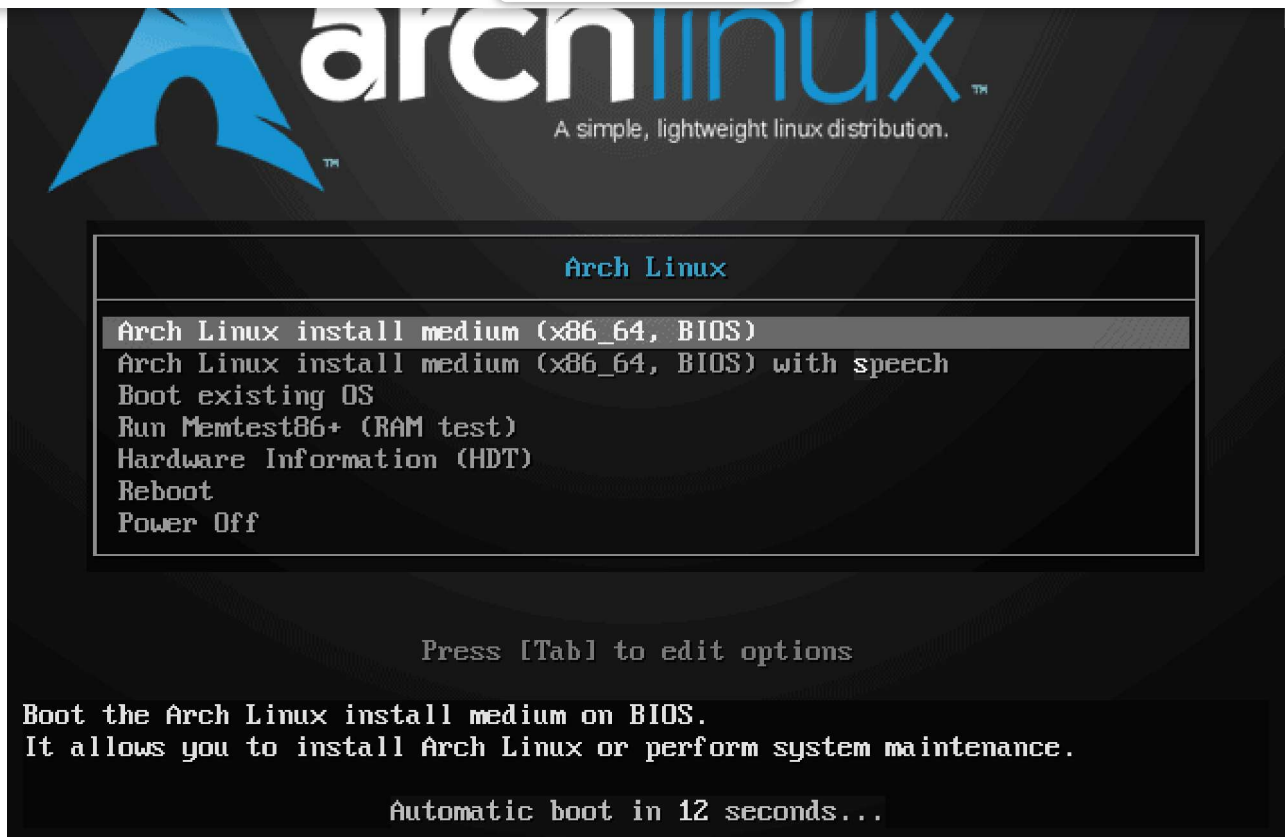 archlinux™
A simple, lightweight linux distribution.
™
Arch Linux
Arch Linux install medium (x86_64, BIOS)
Arch Linux install medium (x86_64, BIOS) with speech
Boot existing OS
Run Memtest86+ (RAM test)
Hardware Information (HDT)
Reboot
Power Off
Press [Tab] to edit options
Boot the Arch Linux install medium on BIOS.
It allows you to install Arch Linux or perform system maintenance.
Automatic boot in 12 seconds...